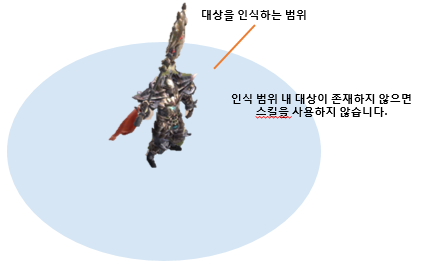 대상을 인식하는 범위
인식 범위 내 대상이 존재하지 않으면
스킬을 사용하지 않습니다.